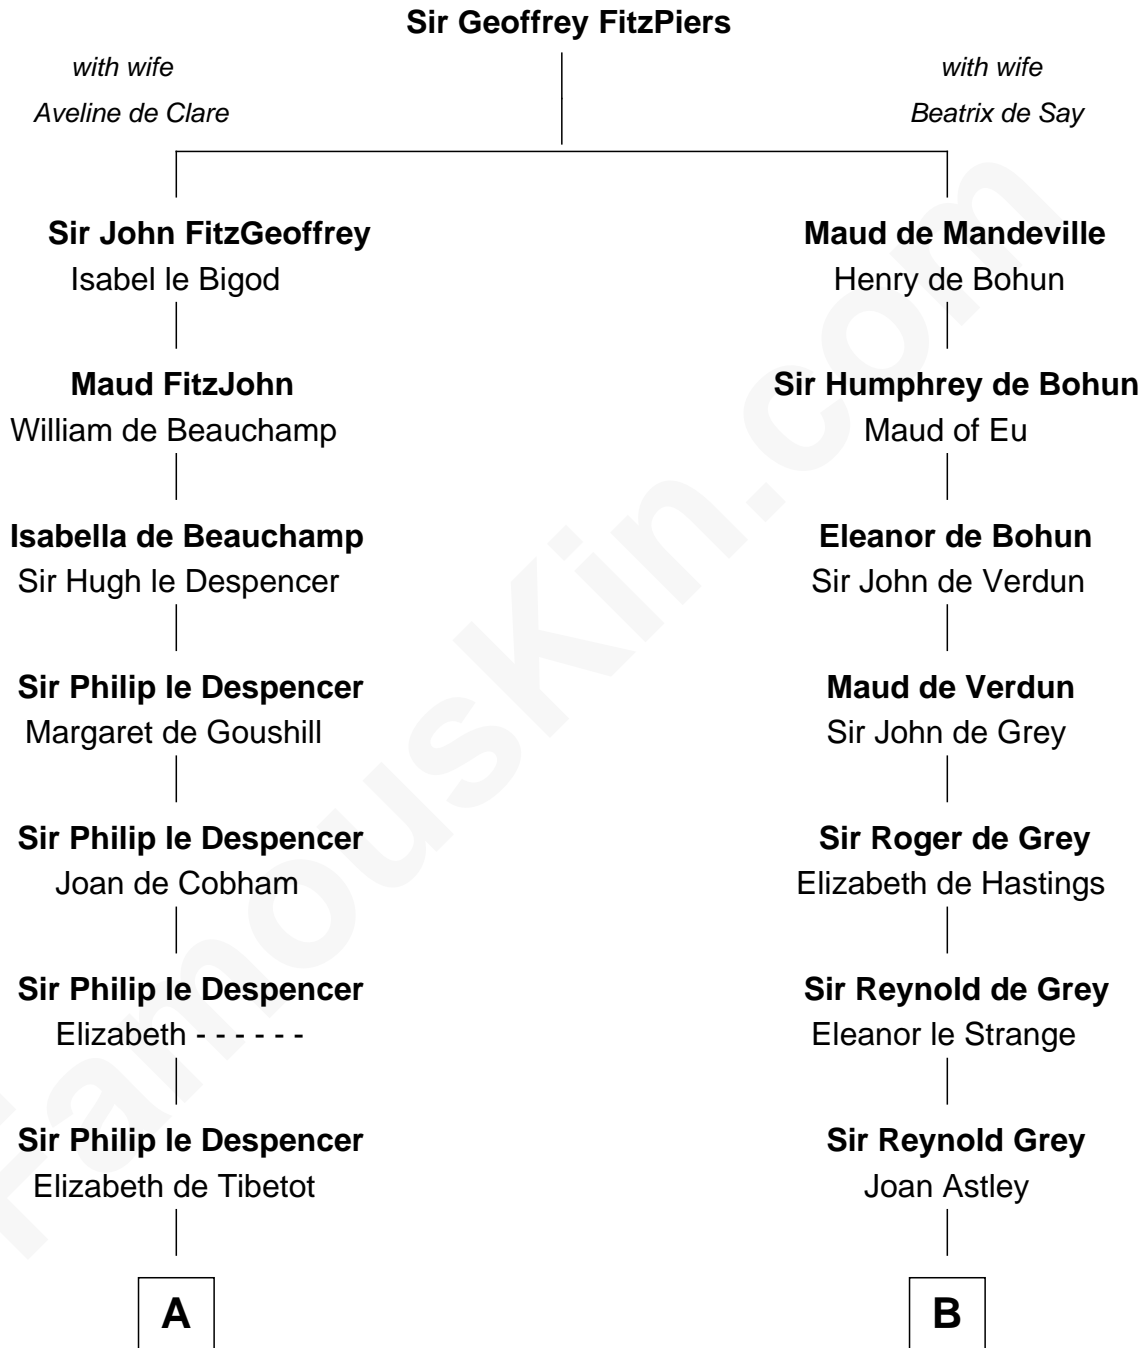 Sir Geoffrey FitzPiers
with wife
Aveline de Clare
with wife
Beatrix de Say
Sir John FitzGeoffrey
Isabel le Bigod
Maud de Mandeville
Henry de Bohun
Maud FitzJohn
William de Beauchamp
Sir Humphrey de Bohun
Maud of Eu
Isabella de Beauchamp
Sir Hugh le Despencer
Eleanor de Bohun
Sir John de Verdun
Sir Philip le Despencer
Margaret de Goushill
Maud de Verdun
Sir John de Grey
Sir Philip le Despencer
Joan de Cobham
Sir Roger de Grey
Elizabeth de Hastings
Sir Philip le Despencer
Elizabeth - - - - - -
Sir Reynold de Grey
Eleanor le Strange
Sir Philip le Despencer
Elizabeth de Tibetot
Sir Reynold Grey
Joan Astley
A
B
FamousKin.com